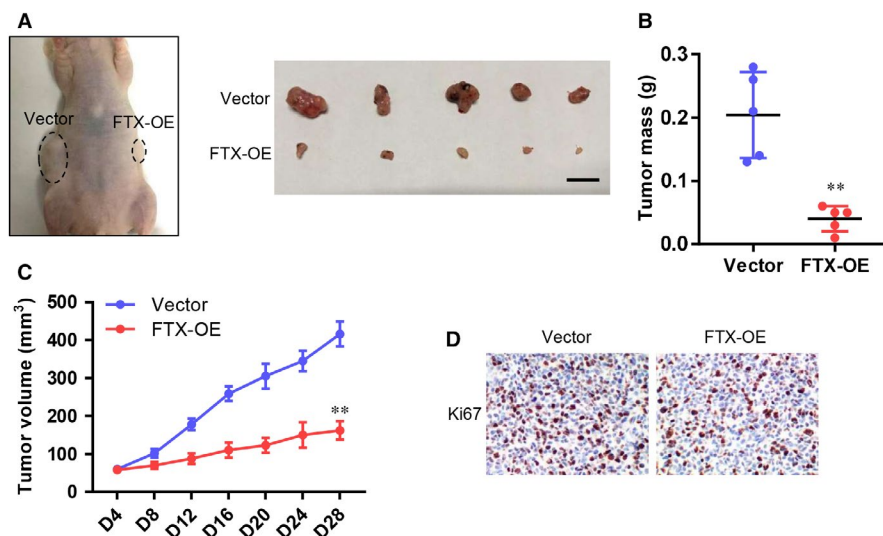 A
Vector
FTX-OE
Vector
FTX-OE
B
Tumor mass (g)
0.3
0.2
0.1
0.0
**
Vector
FTX-OE
C
Tumor volume (mm³)
500
400
300
200
100
0
Vector
FTX-OE
**
D4
D8
D12
D16
D20
D24
D28
D
Vector
FTX-OE
Ki67